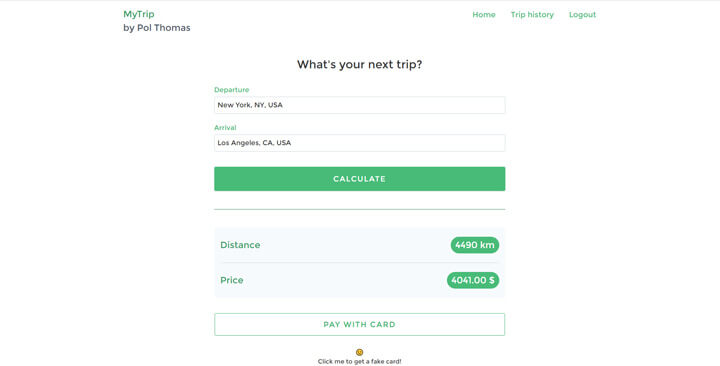 MyTrip
by Pol Thomas
Home Trip history Logout
What's your next trip?
Departure
New York, NY, USA
Arrival
Los Angeles, CA, USA
CALCULATE
Distance 4490 km
Price 4041.00 $
PAY WITH CARD
Click me to get a fake card!